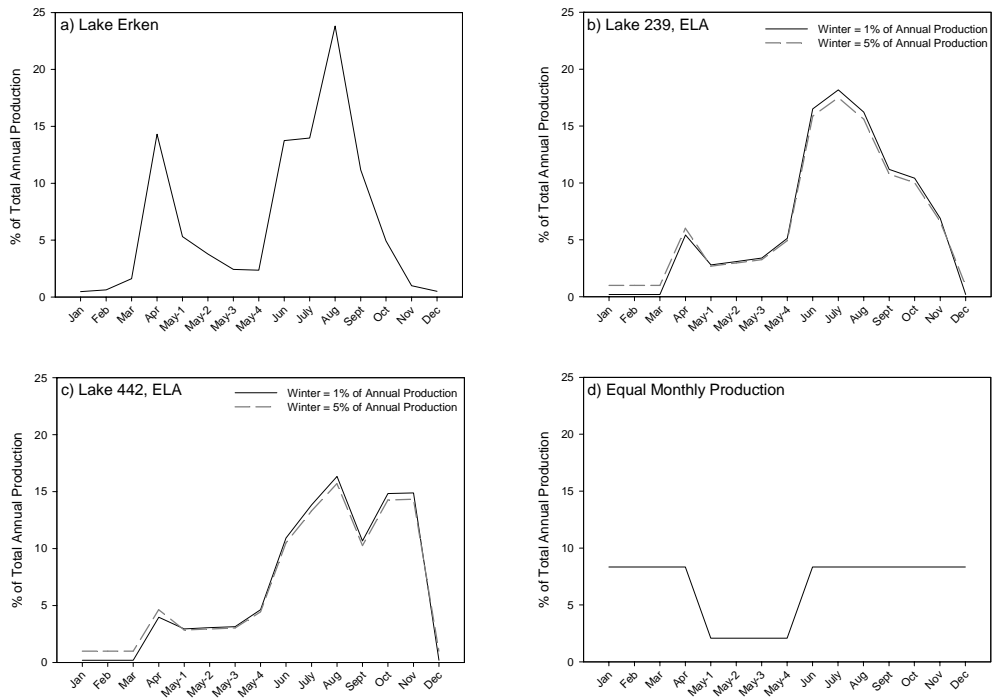 a) Lake Erken
% of Total Annual Production
25
20
15
10
5
0
Jan Feb Mar Apr May-1 May-2 May-3 May-4 Jun July Aug Sept Oct Nov Dec
b) Lake 239, ELA
Winter = 1% of Annual Production
Winter = 5% of Annual Production
% of Total Annual Production
25
20
15
10
5
0
Jan Feb Mar Apr May-1 May-2 May-3 May-4 Jun July Aug Sept Oct Nov Dec
c) Lake 442, ELA
Winter = 1% of Annual Production
Winter = 5% of Annual Production
% of Total Annual Production
25
20
15
10
5
0
Jan Feb Mar Apr May-1 May-2 May-3 May-4 Jun July Aug Sept Oct Nov Dec
d) Equal Monthly Production
% of Total Annual Production
25
20
15
10
5
0
Jan Feb Mar Apr May-1 May-2 May-3 May-4 Jun July Aug Sept Oct Nov Dec